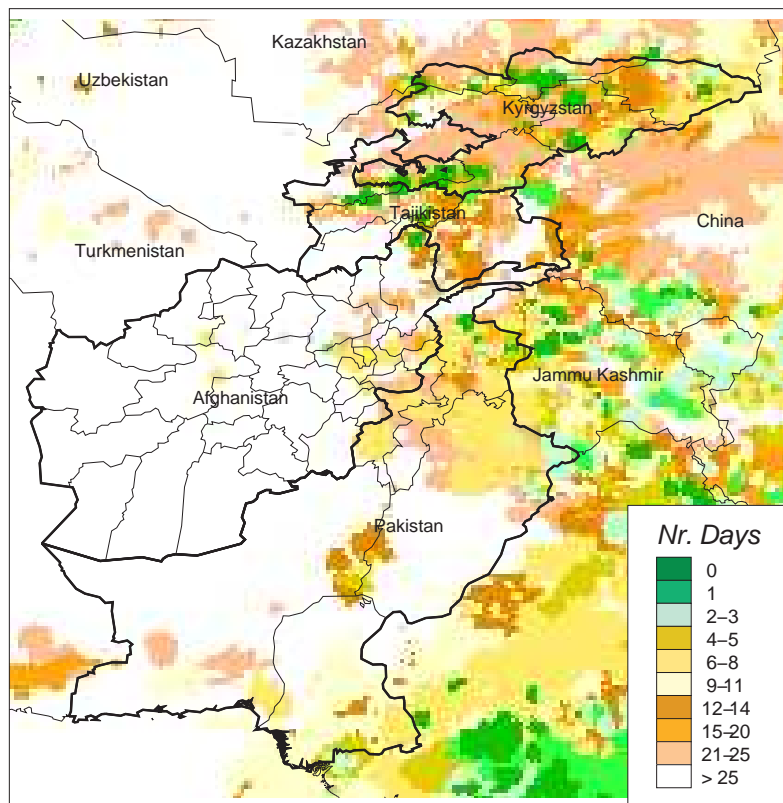 Kazakhstan
Uzbekistan
Kyrgyzstan
Tajikistan
China
Turkmenistan
Jammu Kashmir
Afghanistan
Pakistan
Nr. Days
0
1
2–3
4–5
6–8
9–11
12–14
15–20
21–25
> 25